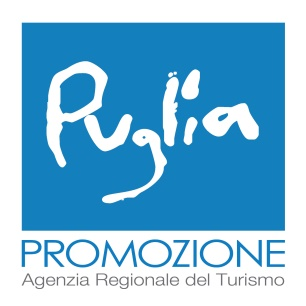 Puglia
PROMOZIONE
Agenzia Regionale del Turismo